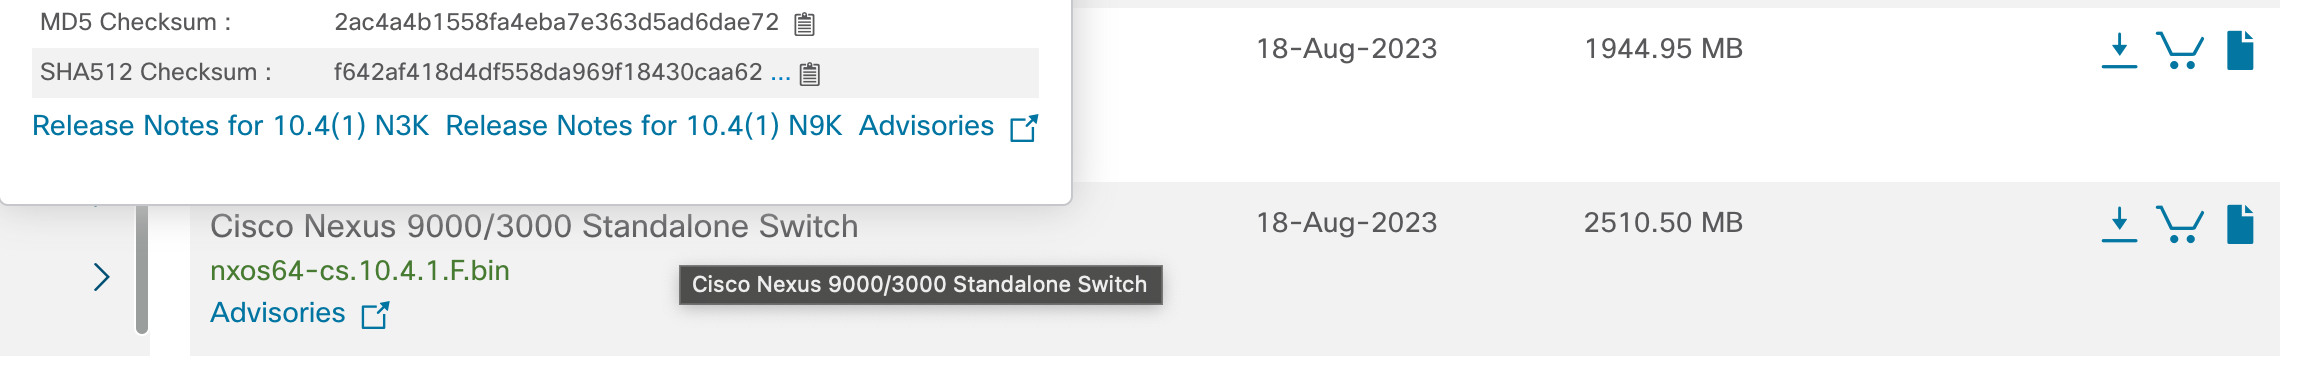 MD5 Checksum : 2ac4a4b1558fa4eba7e363d5ad6dae72
SHA512 Checksum : f642af418d4df558da969f18430caa62 ...
Release Notes for 10.4(1) N3K Release Notes for 10.4(1) N9K Advisories
18-Aug-2023 1944.95 MB
Cisco Nexus 9000/3000 Standalone Switch 18-Aug-2023 2510.50 MB
nxos64-cs.10.4.1.F.bin
Cisco Nexus 9000/3000 Standalone Switch
Advisories